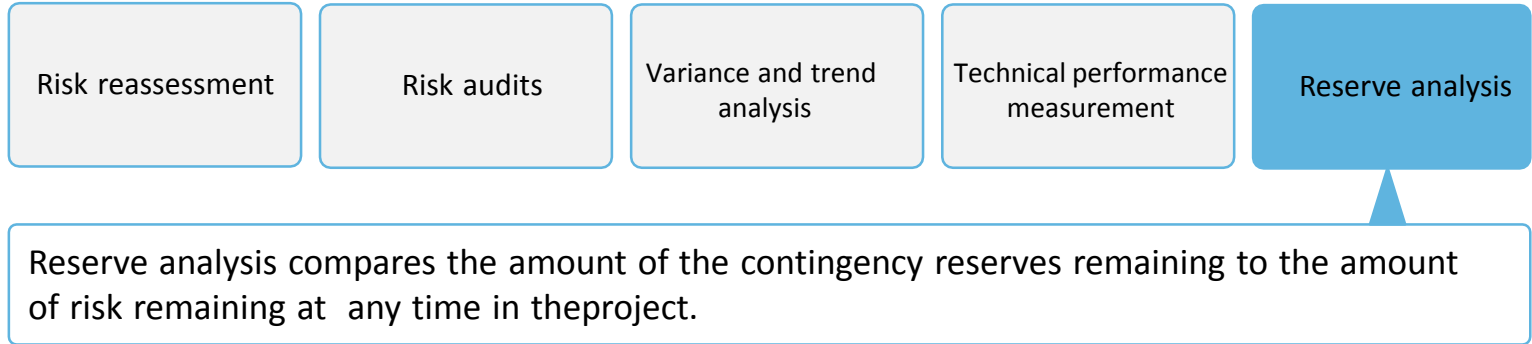 Risk reassessment
Risk audits
Variance and trend
analysis
Technical performance
measurement
Reserve analysis
Reserve analysis compares the amount of the contingency reserves remaining to the amount
of risk remaining at  any time in theproject.